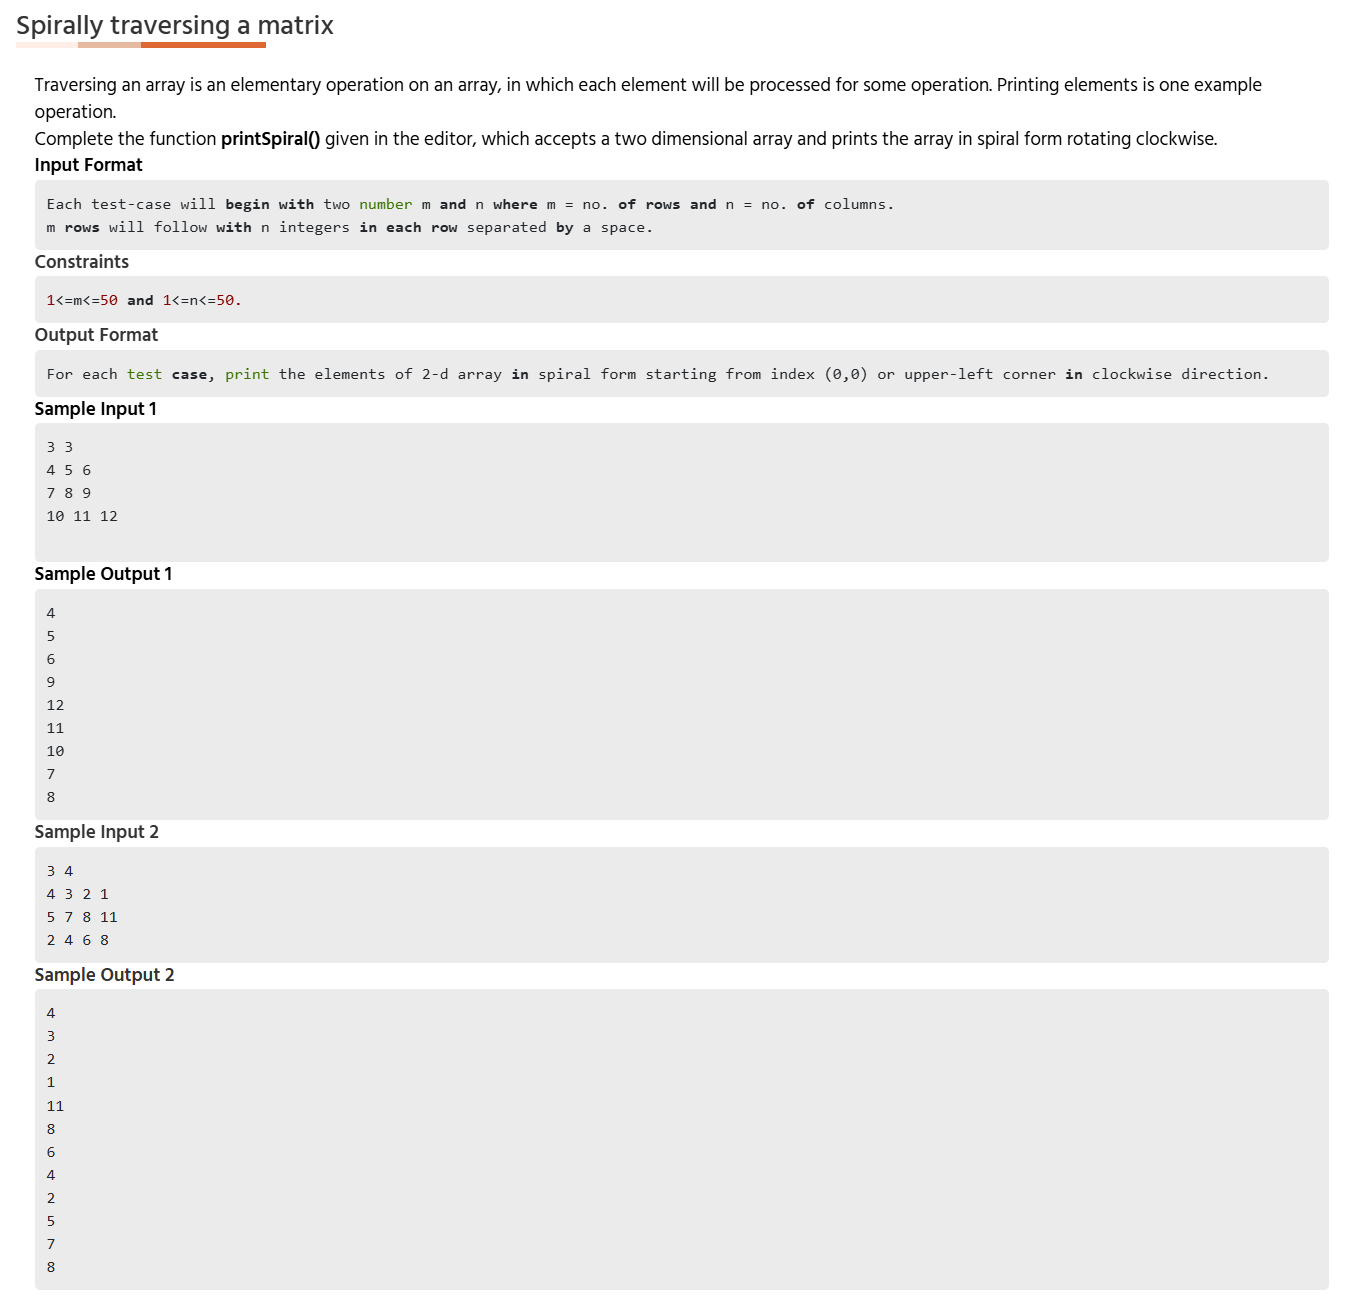 Spirally traversing a matrix
Traversing an array is an elementary operation on an array, in which each element will be processed for some operation. Printing elements is one example
operation.
Complete the function printSpiral() given in the editor, which accepts a two dimensional array and prints the array in spiral form rotating clockwise.
Input Format
Each test-case will begin with two number m and n where m = no. of rows and n = no. of columns.
m rows will follow with n integers in each row separated by a space.
Constraints
1<=m<=50 and 1<=n<=50.
Output Format
For each test case, print the elements of 2-d array in spiral form starting from index (0,0) or upper-left corner in clockwise direction.
Sample Input 1
3 3
4 5 6
7 8 9
10 11 12
Sample Output 1
4
5
6
9
12
11
10
7
8
Sample Input 2
3 4
4 3 2 1
5 7 8 11
2 4 6 8
Sample Output 2
4
3
2
1
11
8
6
4
2
5
7
8